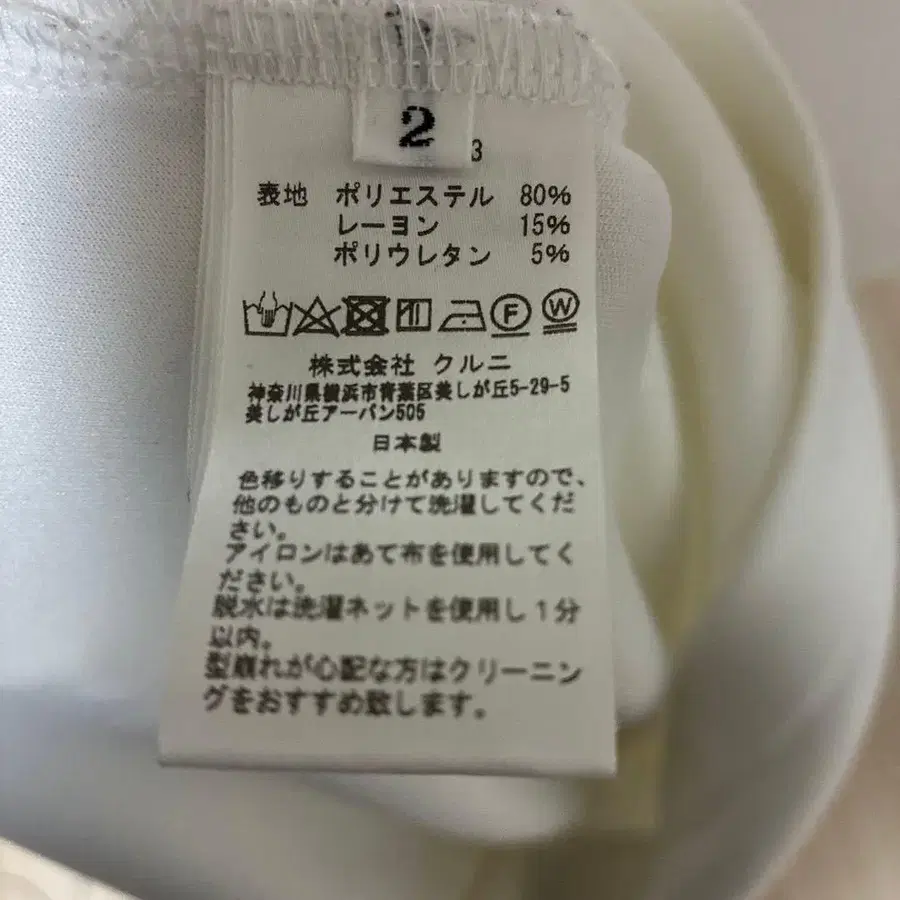 2
3
表地 ポリエステル 80%
レーヨン 15%
ポリウレタン 5%
F W
株式会社 クルニ
神奈川県横浜市青葉区美しが丘5-29-5
美しが丘アーバン505
日本製
色移りすることがありますので、
他のものと分けて洗濯してくだ
さい。
アイロンはあて布を使用してく
ださい。
脱水は洗濯ネットを使用し1分
以内。
型崩れが心配な方はクリーニン
グをおすすめ致します。